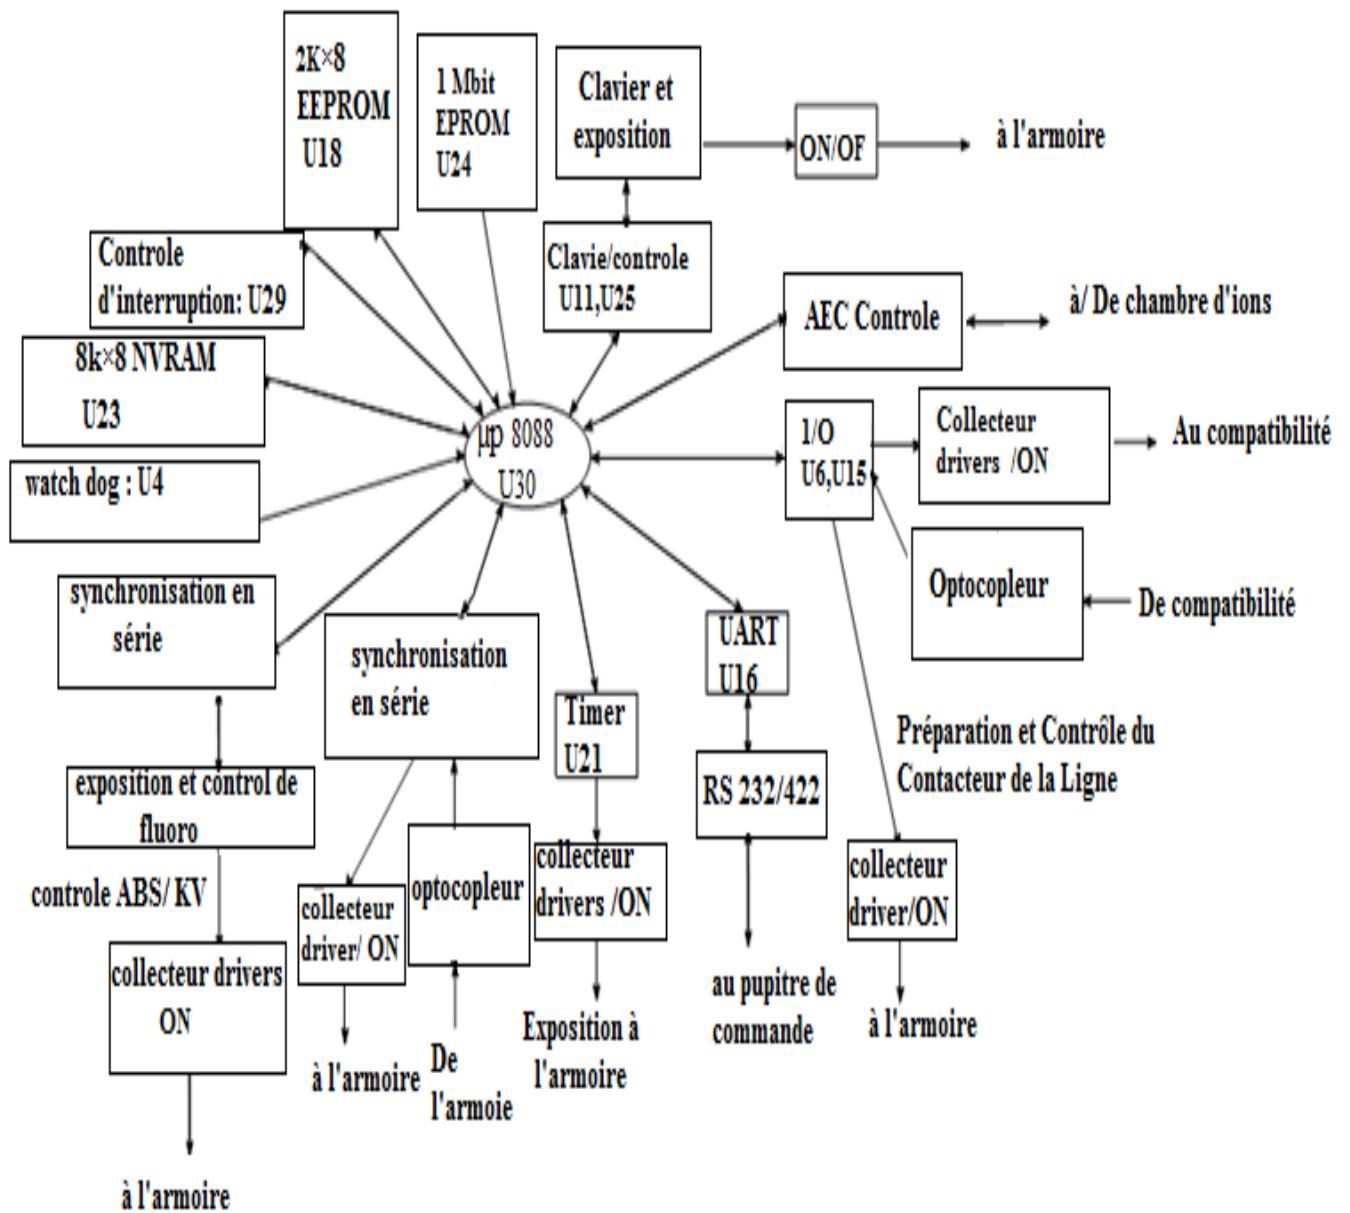 2K×8
EEPROM
U18
1 Mbit
EPROM
U24
Clavier et
exposition
ON/OF
à l'armoire
Controle
d'interruption: U29
Clavie/controle
U11,U25
AEC Controle
à/ De chambre d'ions
8k×8 NVRAM
U23
µp 8088
U30
1/O
U6,U15
Collecteur
drivers /ON
Au compatibilité
watch dog : U4
Optocopleur
De compatibilité
synchronisation en
série
synchronisation
en série
Timer
U21
UART
U16
RS 232/422
Préparation et Contrôle du
Contacteur de la Ligne
exposition et control de
fluoro
controle ABS/ KV
collecteur drivers
ON
à l'armoire
collecteur
driver/ ON
à l'armoire
optocopleur
De
l'armoie
collecteur
drivers /ON
Exposition à
l'armoire
au pupitre de
commande
collecteur
driver/ON
à l'armoire